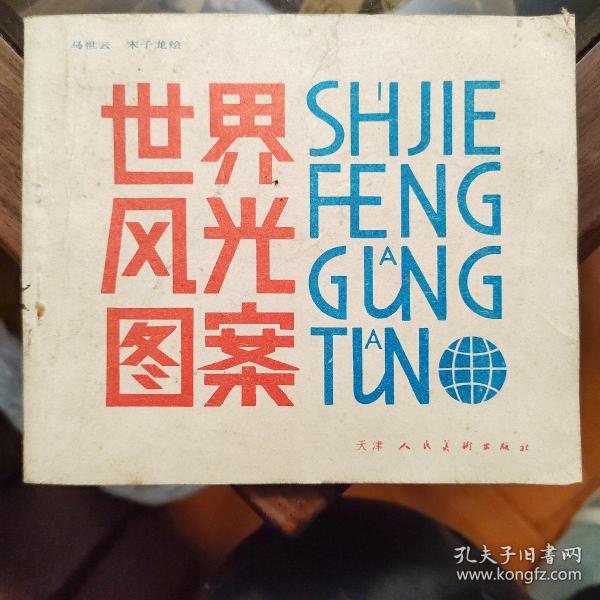 马世云 宋子龙绘
世界
风光
图案
SHIJIE
FENG
GUANG
TUAN
天津人民美術出版社
孔夫子旧书网
www.kongfz.com